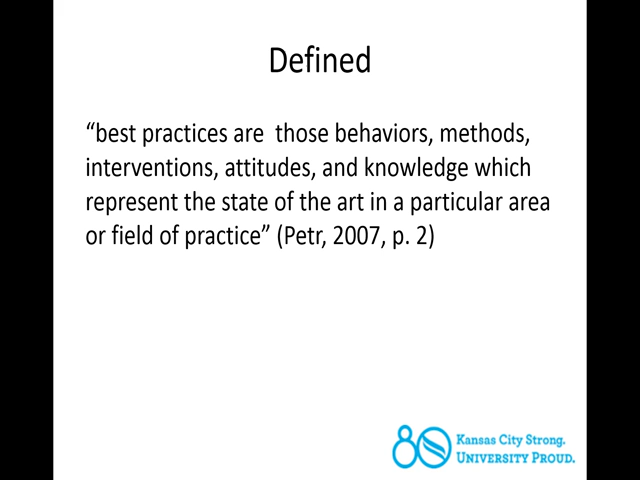 Defined
“best practices are  those behaviors, methods,
interventions, attitudes, and knowledge which
represent the state of the art in a particular area
or field of practice” (Petr, 2007, p. 2)
80
Kansas City Strong.
UNIVERSITY PROUD.